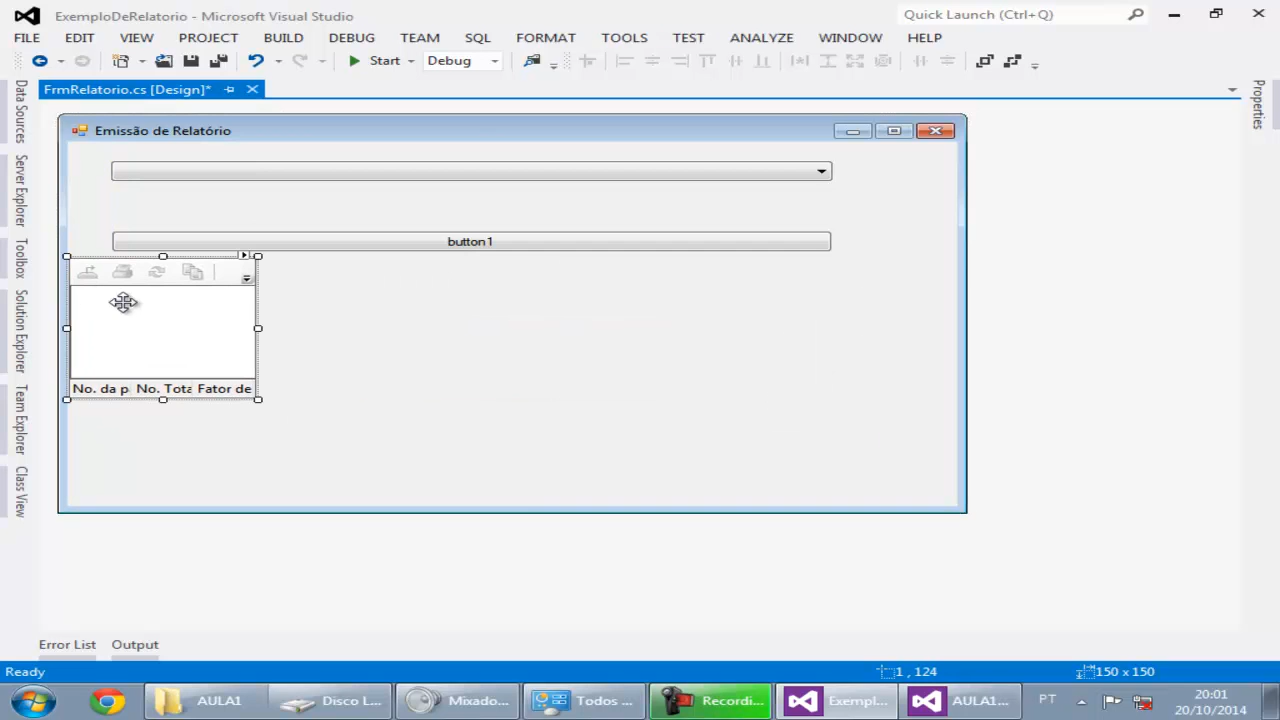 ExemploDeRelatorio - Microsoft Visual Studio
Quick Launch (Ctrl+Q)
FILE EDIT VIEW PROJECT BUILD DEBUG TEAM SQL FORMAT TOOLS TEST ANALYZE WINDOW HELP
Start Debug
FrmRelatorio.cs [Design]*
Data Sources
Server Explorer
Toolbox
Solution Explorer
Team Explorer
Class View
Properties
Emissão de Relatório
button1
No. da p No. Tota Fator de
Error List Output
Ready 1 , 124 150 x 150
AULA1 Disco L... Mixado... Todos ... Recordi... Exempl... AULA1... PT 20:01
20/10/2014